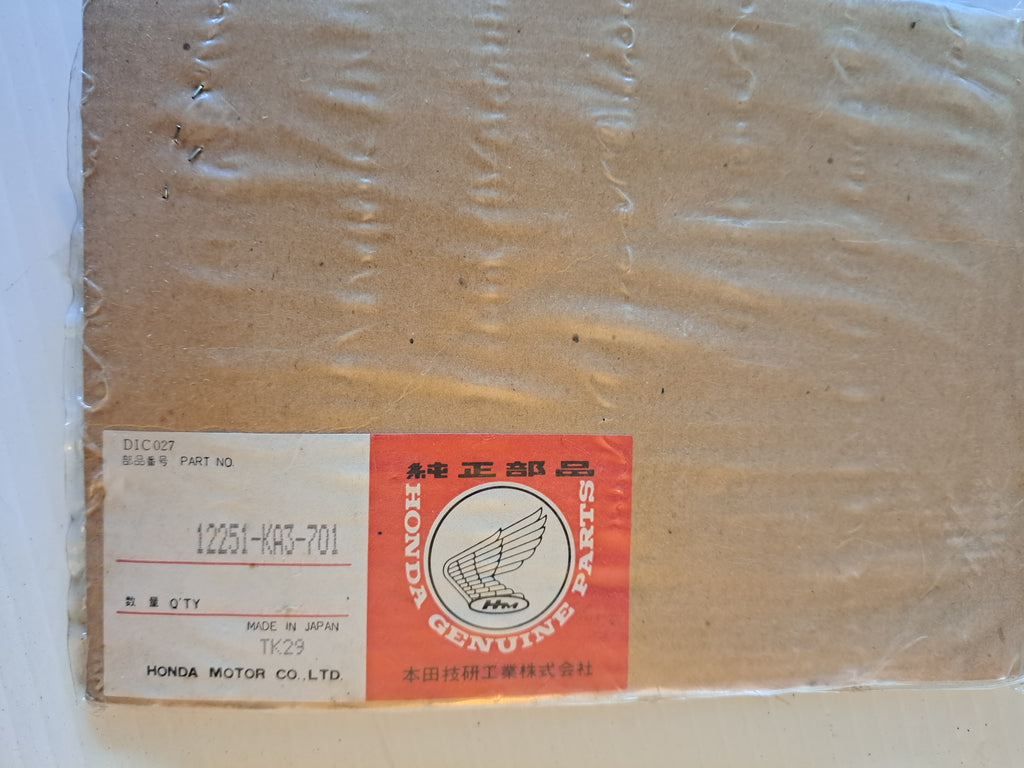 DIC027
部品番号 PART NO.
12251-KA3-701
数量 Q'TY
MADE IN JAPAN
TK29
HONDA MOTOR CO.,LTD.
純正部品
HONDA GENUINE PARTS
HM
本田技研工業株式会社